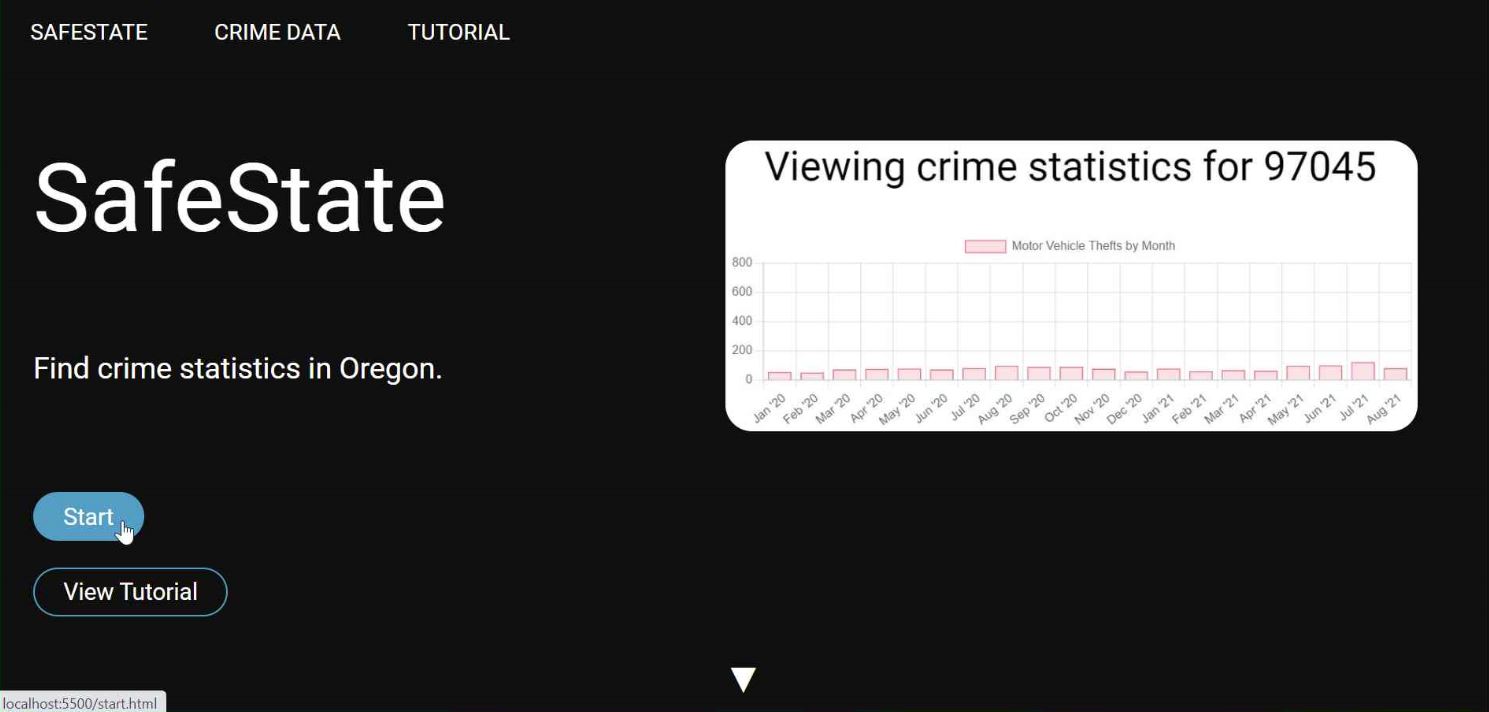 SAFESTATE CRIME DATA TUTORIAL
SafeState
Find crime statistics in Oregon.
Start
View Tutorial
Viewing crime statistics for 97045
Motor Vehicle Thefts by Month
800
600
400
200
0
Jan '20 Feb '20 Mar '20 Apr '20 May '20 Jun '20 Jul '20 Aug '20 Sep '20 Oct '20 Nov '20 Dec '20 Jan '21 Feb '21 Mar '21 Apr '21 May '21 Jun '21 Jul '21 Aug '21
localhost:5500/start.html